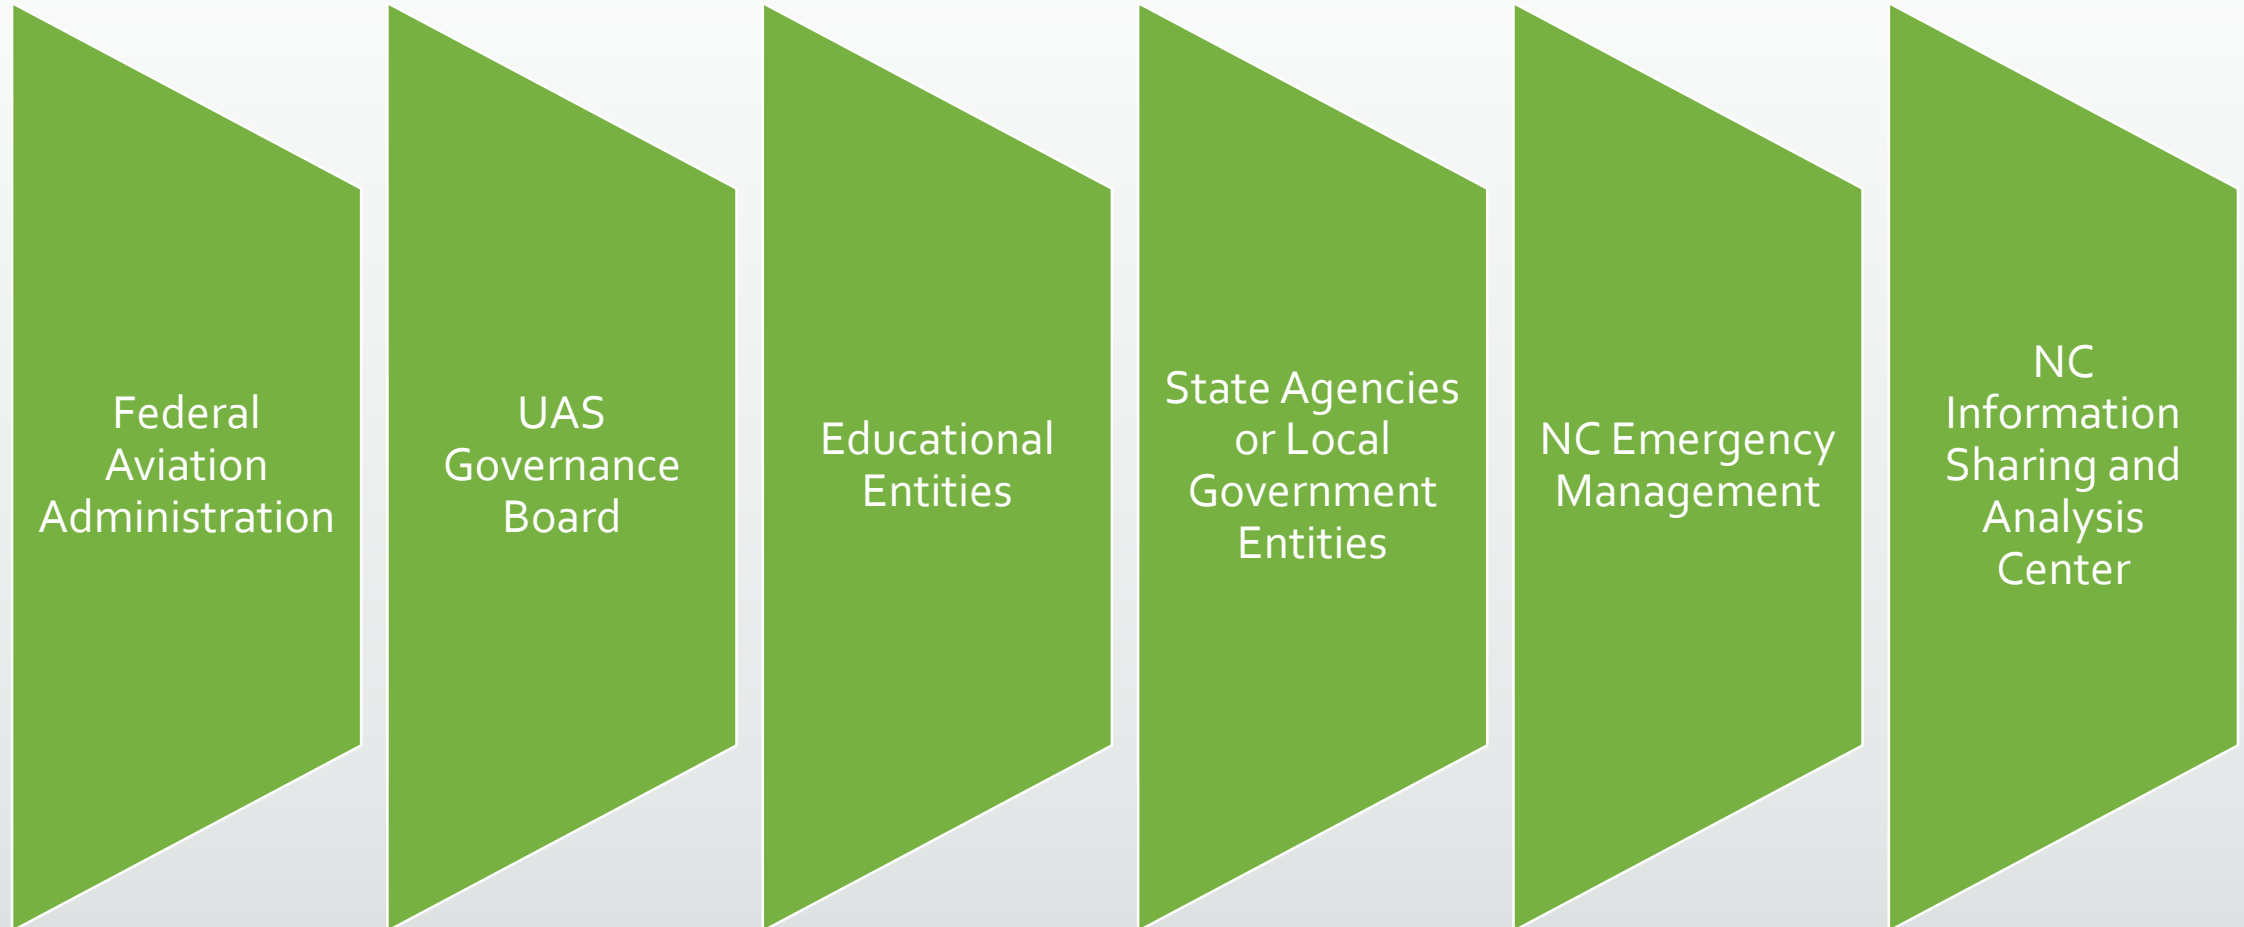 Federal
Aviation
Administration
UAS
Governance
Board
Educational
Entities
State Agencies
or Local
Government
Entities
NC Emergency
Management
NC
Information
Sharing and
Analysis
Center